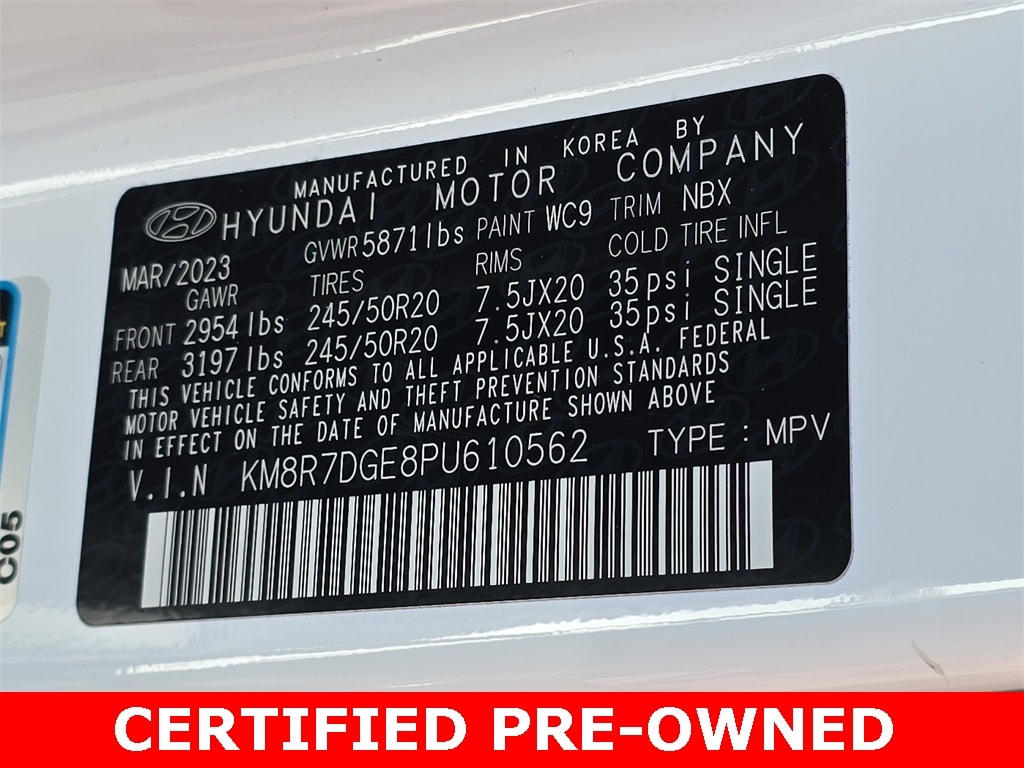 MANUFACTURED IN KOREA BY
HYUNDAI MOTOR COMPANY
MAR/2023 GVWR 5871lbs PAINT WC9 TRIM NBX
GAWR TIRES RIMS COLD TIRE INFL
FRONT 2954 lbs 245/50R20 7.5JX20 35psi SINGLE
REAR 3197 lbs 245/50R20 7.5JX20 35psi SINGLE
THIS VEHICLE CONFORMS TO ALL APPLICABLE U.S.A. FEDERAL
MOTOR VEHICLE SAFETY AND THEFT PREVENTION STANDARDS
IN EFFECT ON THE DATE OF MANUFACTURE SHOWN ABOVE
V.I.N KM8R7DGE8PU610562 TYPE : MPV
C05
CERTIFIED PRE-OWNED